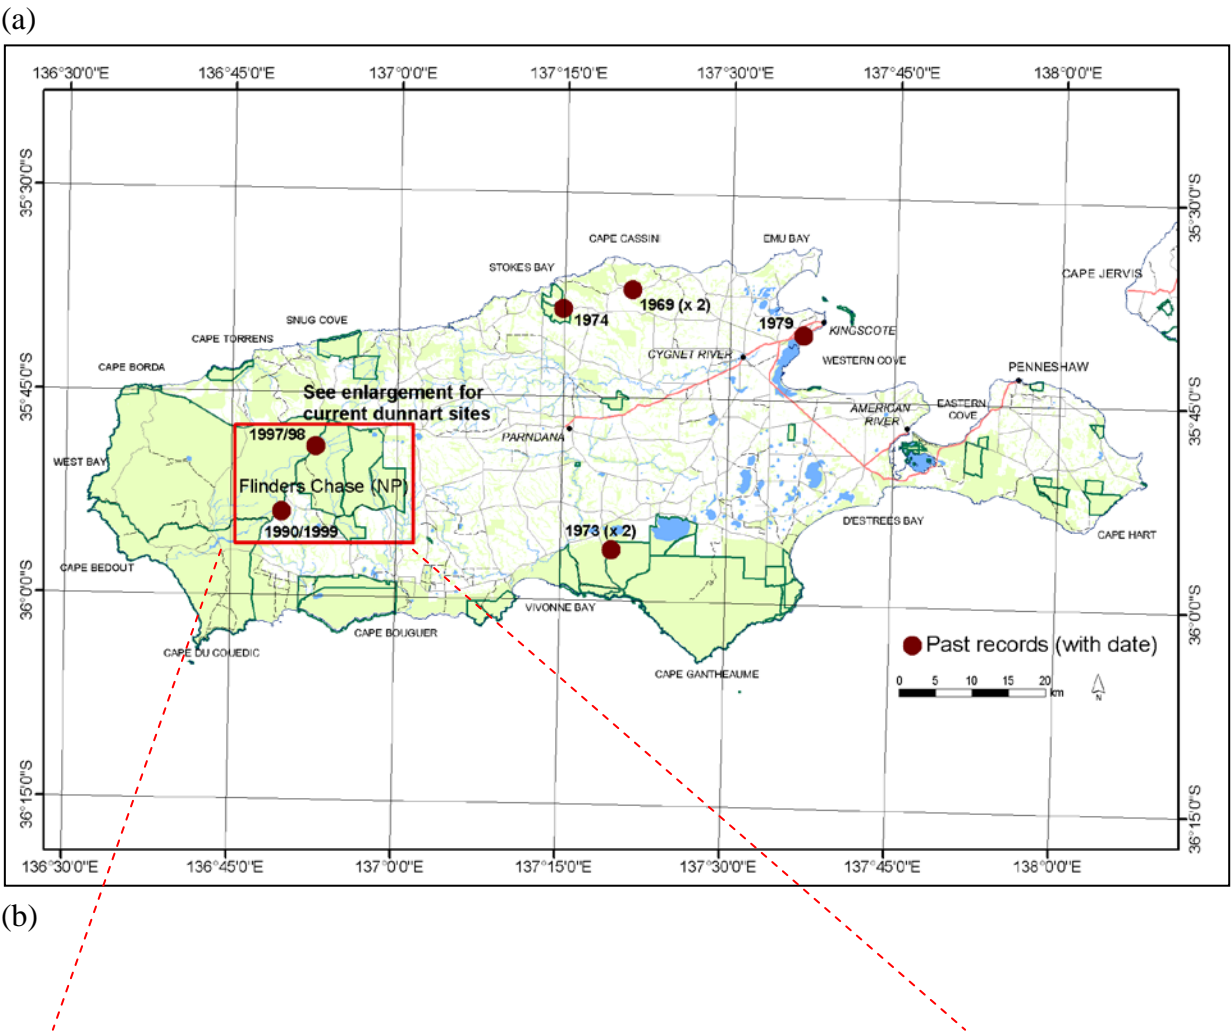 (a)
136°30'0"E 136°45'0"E 137°0'0"E 137°15'0"E 137°30'0"E 137°45'0"E 138°0'0"E
35°30'0"S
35°30'0"S
CAPE CASSINI
EMU BAY
STOKES BAY
CAPE JERVIS
1969 (x 2)
1974
1979
SNUG COVE
KINGSCOTE
CAPE TORRENS
CYGNET RIVER
WESTERN COVE
CAPE BORDA
PENNESHAW
35°45'0"S
35°45'0"S
See enlargement for
current dunnart sites
EASTERN
COVE
AMERICAN
RIVER
1997/98
PARNDANA
WEST BAY
Flinders Chase (NP)
D'ESTREES BAY
1990/1999
1973 (x 2)
CAPE HART
CAPE BEDOUT
36°0'0"S
36°0'0"S
VIVONNE BAY
CAPE BOUGUER
CAPE DU COUEDIC
CAPE GANTHEAUME
Past records (with date)
0 5 10 15 20
km
N
36°15'0"S
36°15'0"S
136°30'0"E 136°45'0"E 137°0'0"E 137°15'0"E 137°30'0"E 137°45'0"E 138°0'0"E
(b)